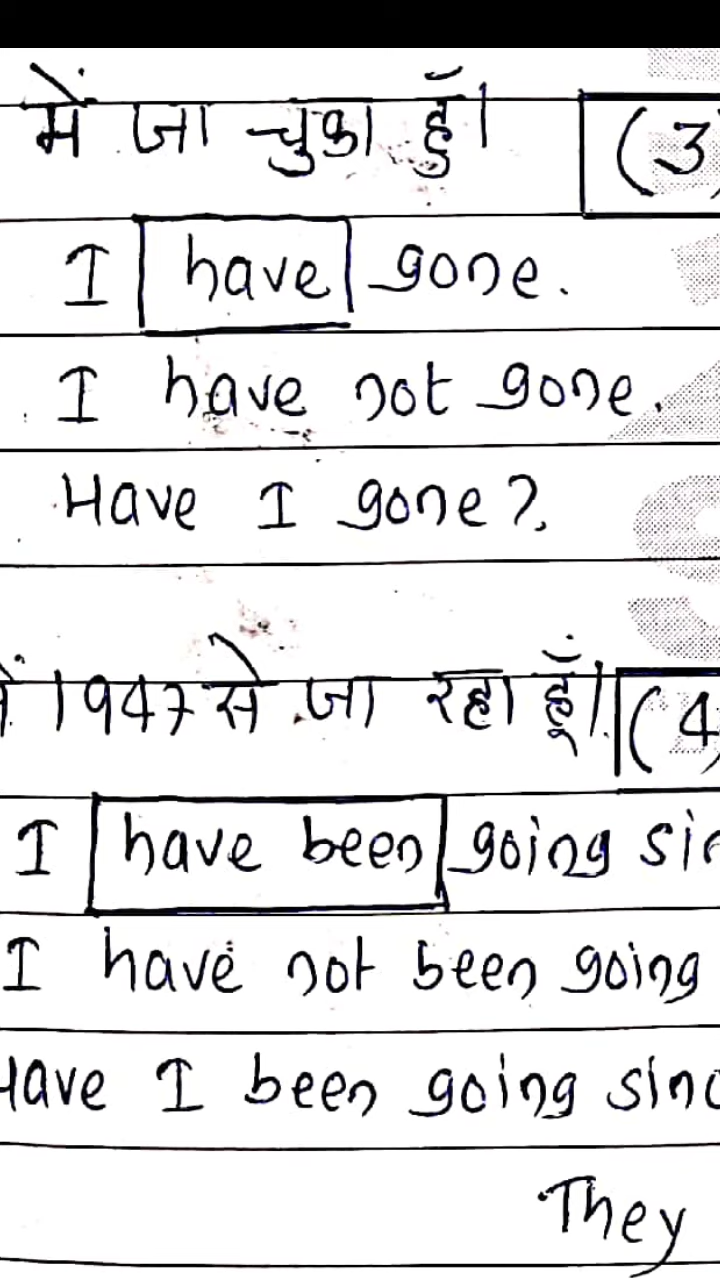 में जा चुका हुँ। (3)
I have gone.
I have not gone.
Have I gone?
1947 से जा रहा हूँ। (4)
I have been going
I have not been going
Have I been going
They